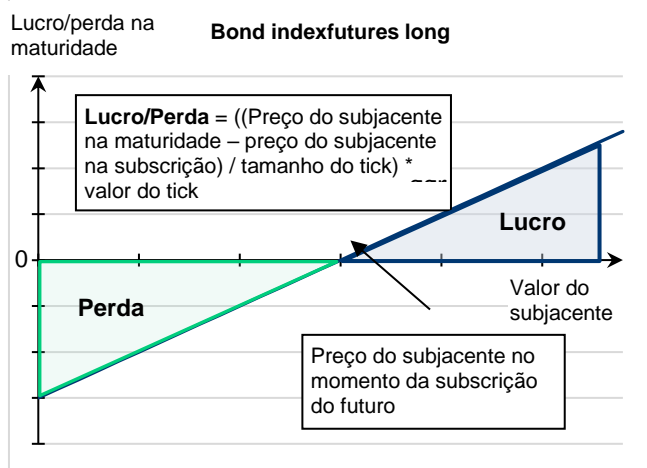 Lucro/perda na
maturidade
Bond indexfutures long
Lucro/Perda = ((Preço do subjacente
na maturidade – preço do subjacente
na subscrição) / tamanho do tick) *
valor do tick
Lucro
0
Valor do
subjacente
Perda
Preço do subjacente no
momento da subscrição
do futuro